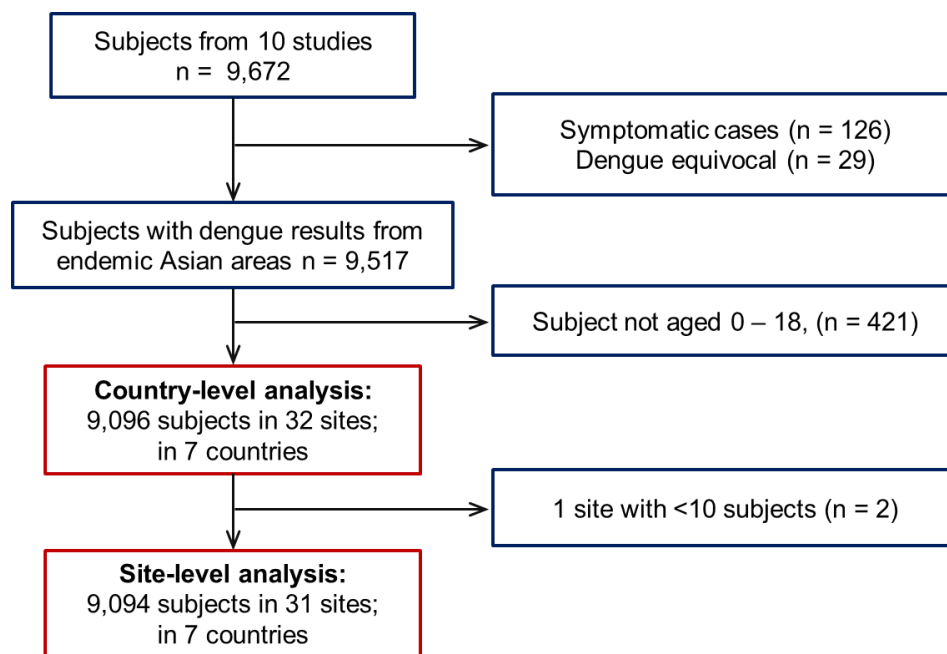 Subjects from 10 studies
n = 9,672
Symptomatic cases (n = 126)
Dengue equivocal (n = 29)
Subjects with dengue results from
endemic Asian areas n = 9,517
Subject not aged 0 – 18, (n = 421)
Country-level analysis:
9,096 subjects in 32 sites;
in 7 countries
1 site with <10 subjects (n = 2)
Site-level analysis:
9,094 subjects in 31 sites;
in 7 countries